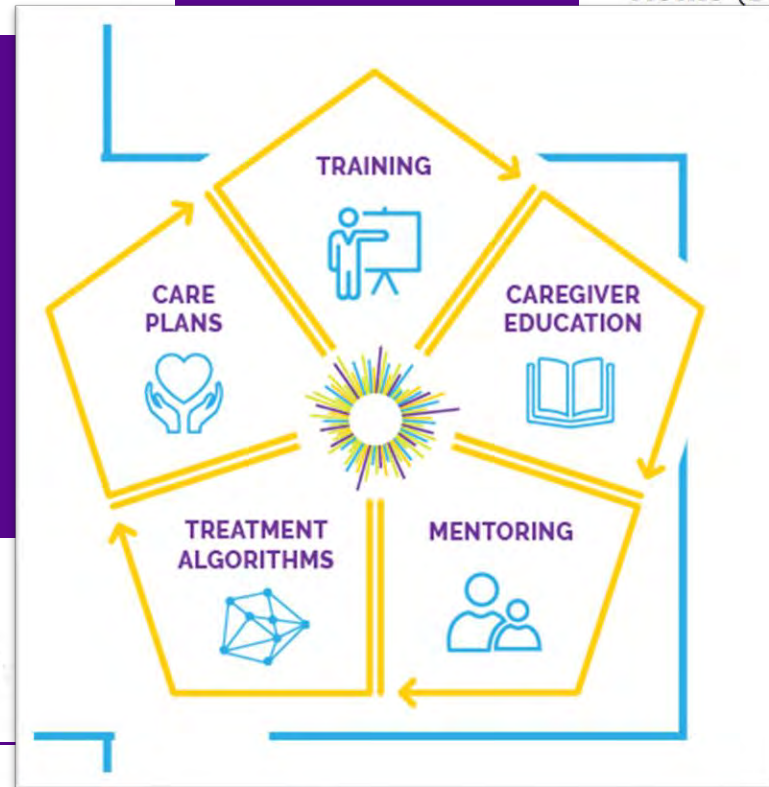 TRAINING
CARE
PLANS
CAREGIVER
EDUCATION
TREATMENT
ALGORITHMS
MENTORING